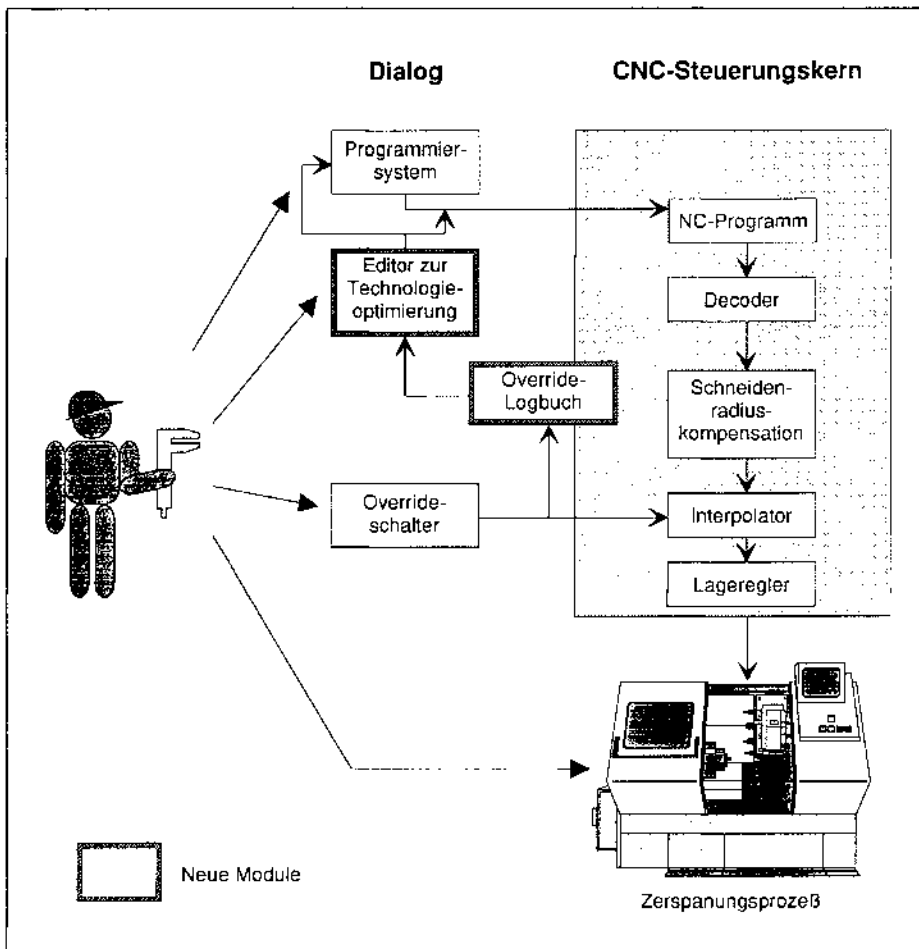 Dialog
CNC-Steuerungskern
Programmier-
system
NC-Programm
Editor zur
Technologie-
optimierung
Decoder
Override-
Logbuch
Schneiden-
radius-
kompensation
Override-
schalter
Interpolator
Lageregler
Neue Module
Zerspanungsprozeß